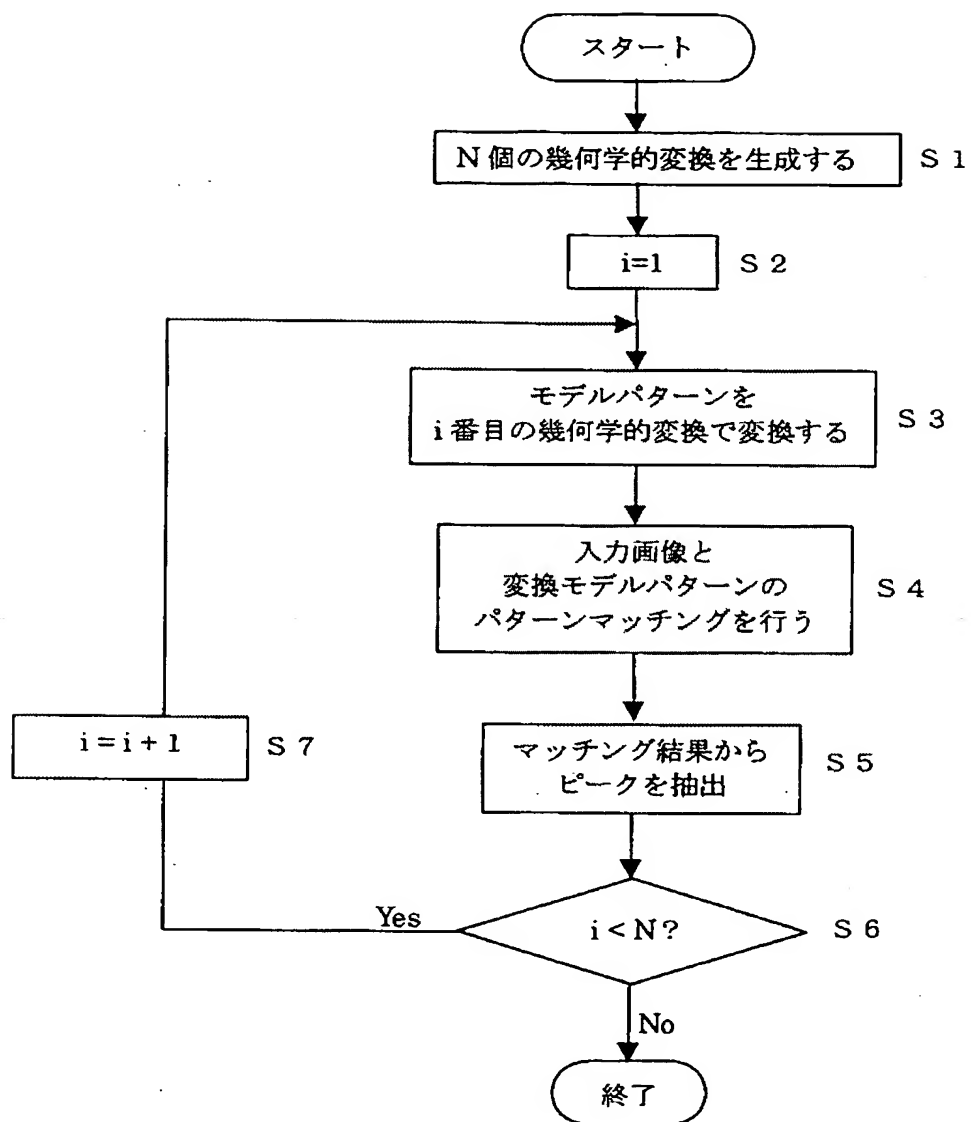 スタート
N個の幾何学的変換を生成する
S 1
i=1
S 2
モデルパターンを
i番目の幾何学的変換で変換する
S 3
入力画像と
変換モデルパターンの
パターンマッチングを行う
S 4
マッチング結果から
ピークを抽出
S 5
i = i + 1
S 7
Yes
i < N?
S 6
No
終了